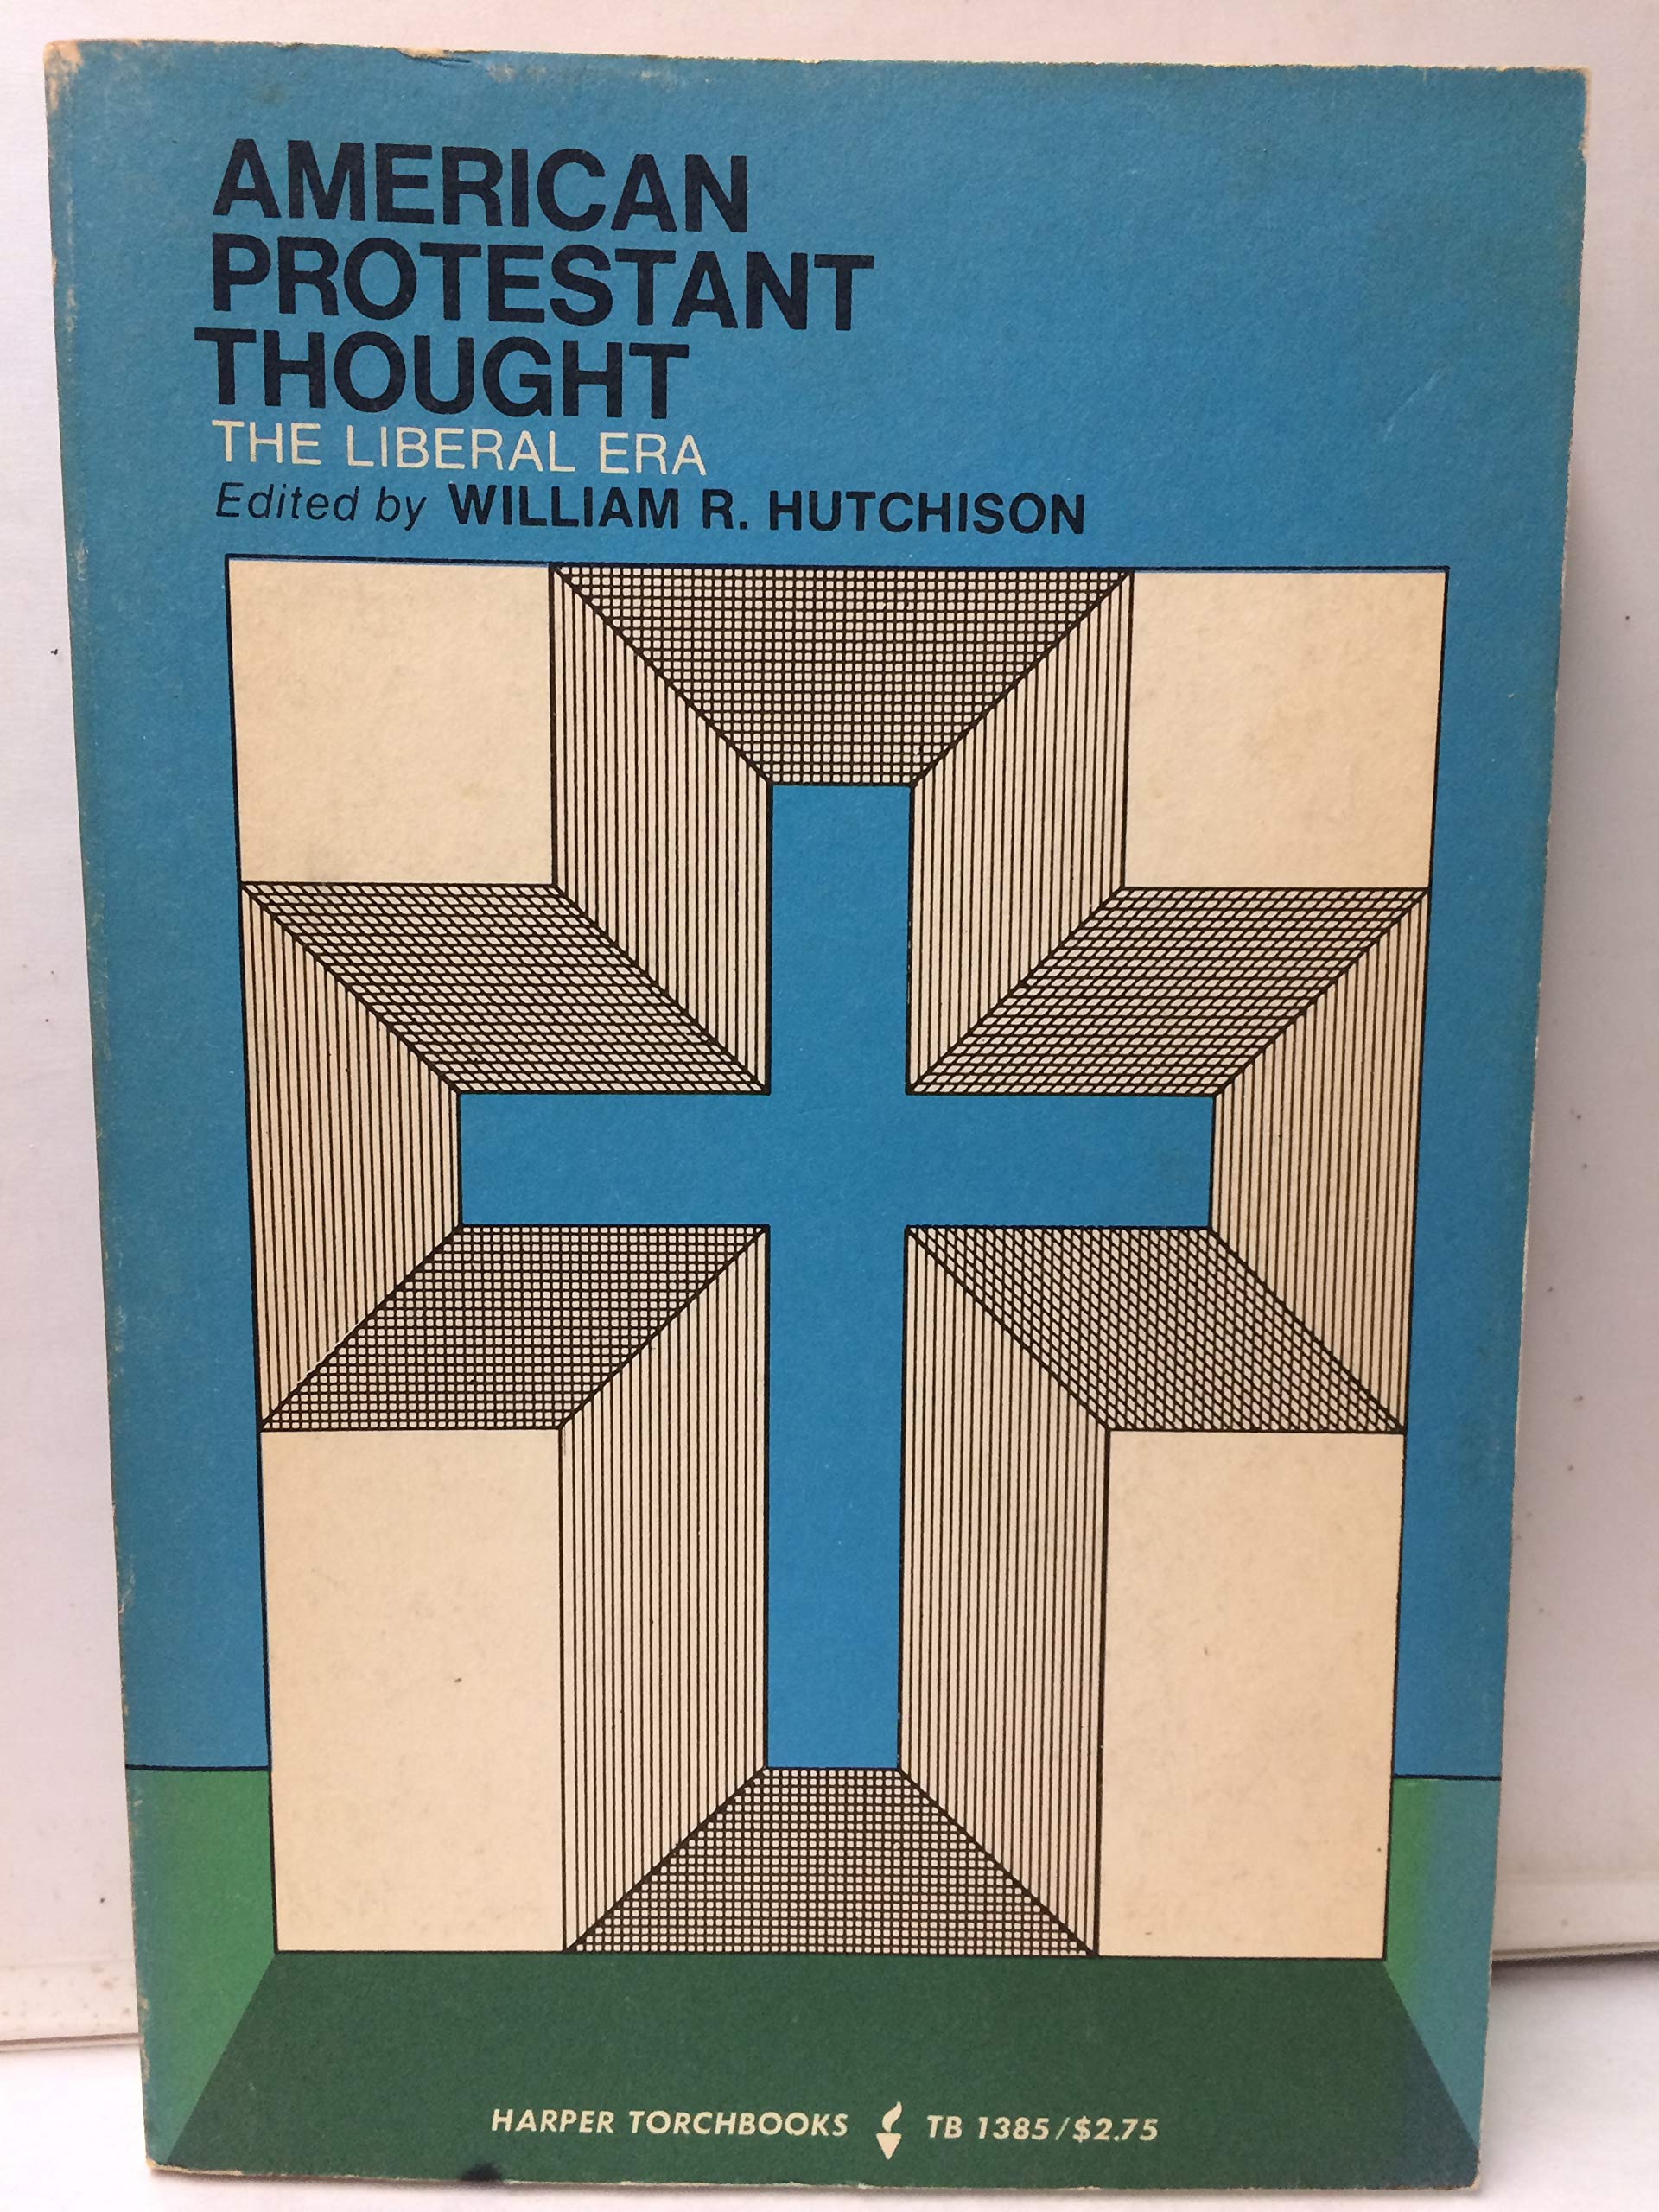 AMERICAN
PROTESTANT
THOUGHT
THE LIBERAL ERA
Edited by WILLIAM R. HUTCHISON
HARPER TORCHBOOKS TB 1385/$2.75